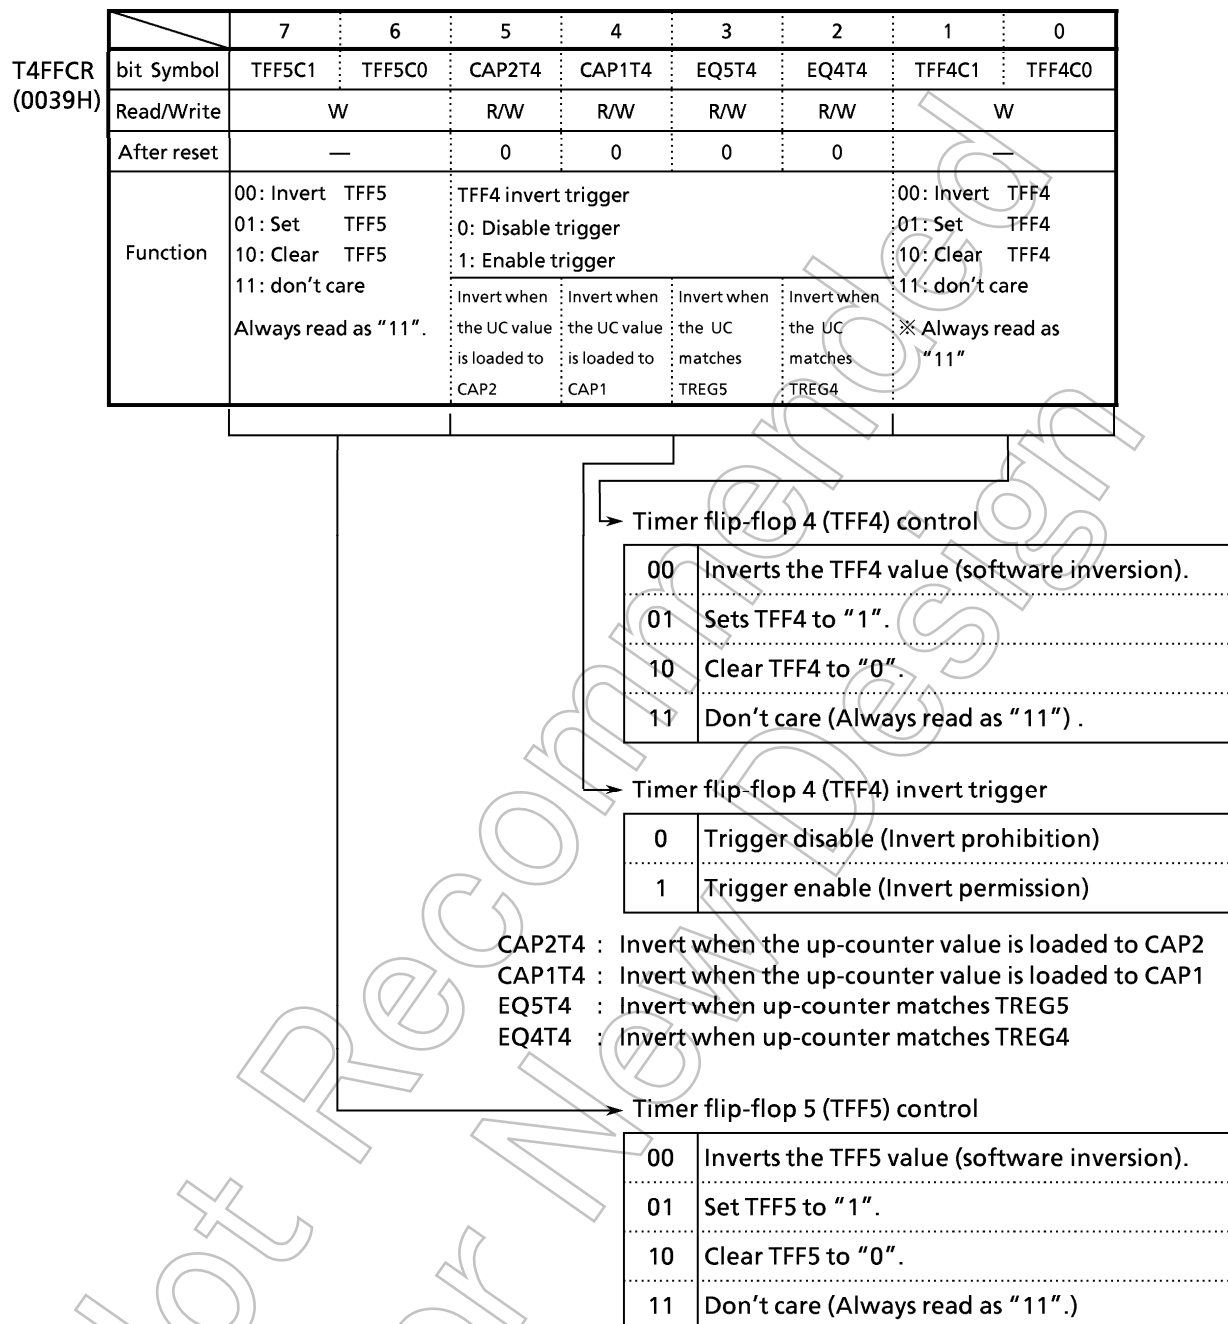 7 6 5 4 3 2 1 0
T4FFCR
(0039H)
bit Symbol TFF5C1 TFF5C0 CAP2T4 CAP1T4 EQ5T4 EQ4T4 TFF4C1 TFF4C0
Read/Write W R/W R/W R/W R/W W
After reset — 0 0 0 0 —
Function
00: Invert TFF5
01: Set TFF5
10: Clear TFF5
11: don't care
Always read as "11".
TFF4 invert trigger
0: Disable trigger
1: Enable trigger
Invert when
the UC value
is loaded to
CAP2
Invert when
the UC value
is loaded to
CAP1
Invert when
the UC
matches
TREG5
Invert when
the UC
matches
TREG4
00: Invert TFF4
01: Set TFF4
10: Clear TFF4
11: don't care
※ Always read as
"11"
Timer flip-flop 4 (TFF4) control
00 Inverts the TFF4 value (software inversion).
01 Sets TFF4 to "1".
10 Clear TFF4 to "0".
11 Don't care (Always read as "11") .
Timer flip-flop 4 (TFF4) invert trigger
0 Trigger disable (Invert prohibition)
1 Trigger enable (Invert permission)
CAP2T4 : Invert when the up-counter value is loaded to CAP2
CAP1T4 : Invert when the up-counter value is loaded to CAP1
EQ5T4 : Invert when up-counter matches TREG5
EQ4T4 : Invert when up-counter matches TREG4
Timer flip-flop 5 (TFF5) control
00 Inverts the TFF5 value (software inversion).
01 Set TFF5 to "1".
10 Clear TFF5 to "0".
11 Don't care (Always read as "11".)
Not Recommended
for New Design